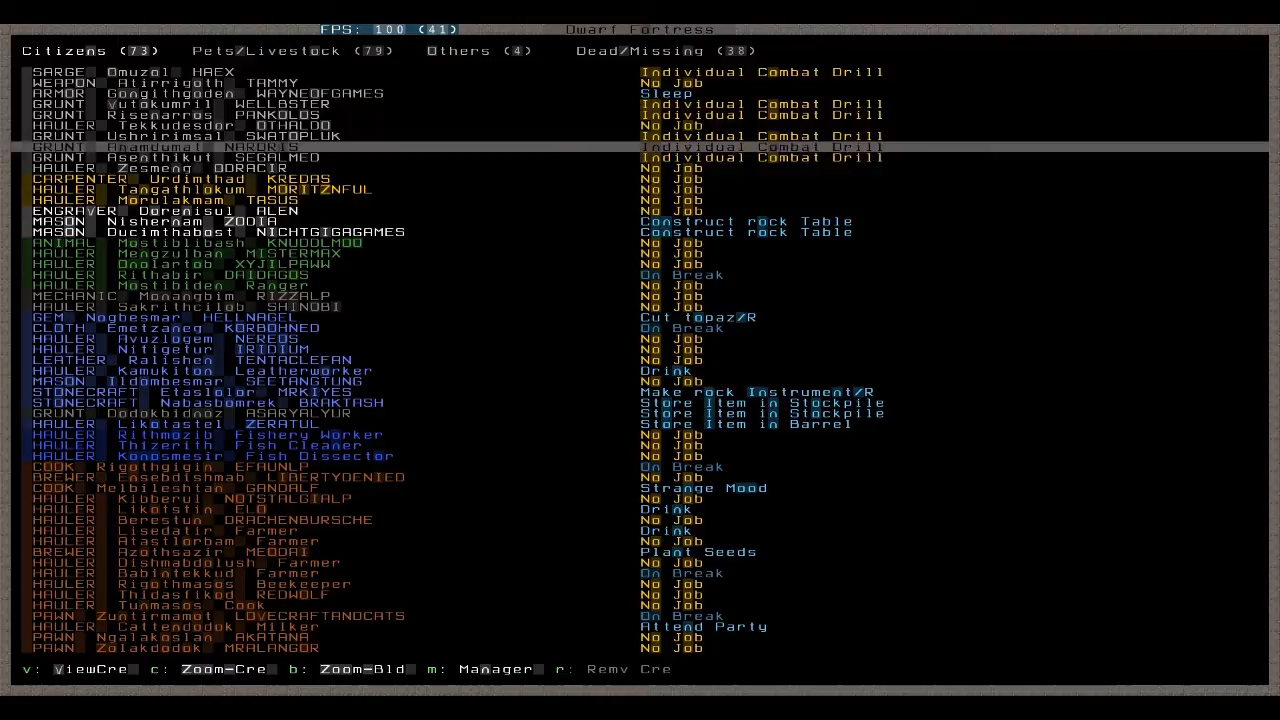 FPS: 100 (41) Dwarf Fortress
Citizens (73) Pets/Livestock (79) Others (4) Dead/Missing (38)
SARGE Omuzol HAEX Individual Combat Drill
WEAPON Atirrigoth TAMMY No Job
ARMOR Gongithgoden WAYNEOFGAMES Sleep
GRUNT Vutokumril WELLBSTER Individual Combat Drill
GRUNT Risenarros PANKOLOS Individual Combat Drill
HAULER Tekkudesdor OTHALDO No Job
GRUNT Ushririmsal SWATOPLUK Individual Combat Drill
GRUNT NARORIS Individual Combat Drill
GRUNT Asenthikut SEGALMED Individual Combat Drill
HAULER Zesmeng ODRACIR No Job
CARPENTER Urdimthad KREDAS No Job
HAULER Tangathlokum MORITZNFUL No Job
HAULER Morulakmam TASUS No Job
ENGRAVER Dorenisul ALEN No Job
MASON Nishernam ZODIA Construct rock Table
MASON Ducimthabost NICHTGIGAGAMES Construct rock Table
ANIMAL Mostiblibash KNUDDLMOO No Job
HAULER Mengzulban MISTERMAX No Job
HAULER Onolartob XYJILPAWW No Job
HAULER Rithabir DAIDAGOS On Break
HAULER Mostibiden Ranger No Job
MECHANIC Monangbim RIZZALP No Job
HAULER Sakrithcilob SHINOBI No Job
GEM Nogbesmar HELLNAGEL Cut topaz/R
CLOTH Emetzaneg KORBOHNED On Break
HAULER Avuzlogem NEREOS No Job
HAULER Nitigetur IRIDIUM No Job
LEATHER Ralishen TENTACLEFAN No Job
HAULER Kamukiton Leatherworker Drink
MASON Ildombesmar SEETANGTUNG No Job
STONECRAFT Etaslolor MRKIYES Make rock Instrument/R
STONECRAFT Nabasbomrek BRAKTASH Store Item in Stockpile
GRUNT Dodokbidnoz ASARYALYUR Store Item in Stockpile
HAULER Likotastel ZERATUL Store Item in Barrel
HAULER Rithmozib Fishery Worker No Job
HAULER Thizerith Fish Cleaner No Job
HAULER Konosmesir Fish Dissector No Job
COOK Rigothgigin EFAUNLP On Break
BREWER Ensebdishmab LIBERTYDENIED No Job
COOK Melbileshtan GANDALF Strange Mood
HAULER Kibberul NOTSTALGIALP No Job
HAULER Likotstin ELO Drink
HAULER Berestun DRACHENBURSCHE No Job
HAULER Lisedatir Farmer Drink
HAULER Atastlorbam Farmer No Job
BREWER Azothsazir MEODAI Plant Seeds
HAULER Dishmabdolush Farmer No Job
HAULER Babintekkud Farmer On Break
HAULER Rigothmasos Beekeeper No Job
HAULER Thidasfikod REDWOLF No Job
HAULER Tunmasos Cook No Job
PAWN Zuntirmamot LOVECRAFTANDCATS On Break
HAULER Cattendodok Milker Attend Party
PAWN Ngalakoslan AKATANA No Job
PAWN Zolakdodok MRALANGOR No Job
v: ViewCre c: Zoom-Cre b: Zoom-Bld m: Manager r: Remv Cre